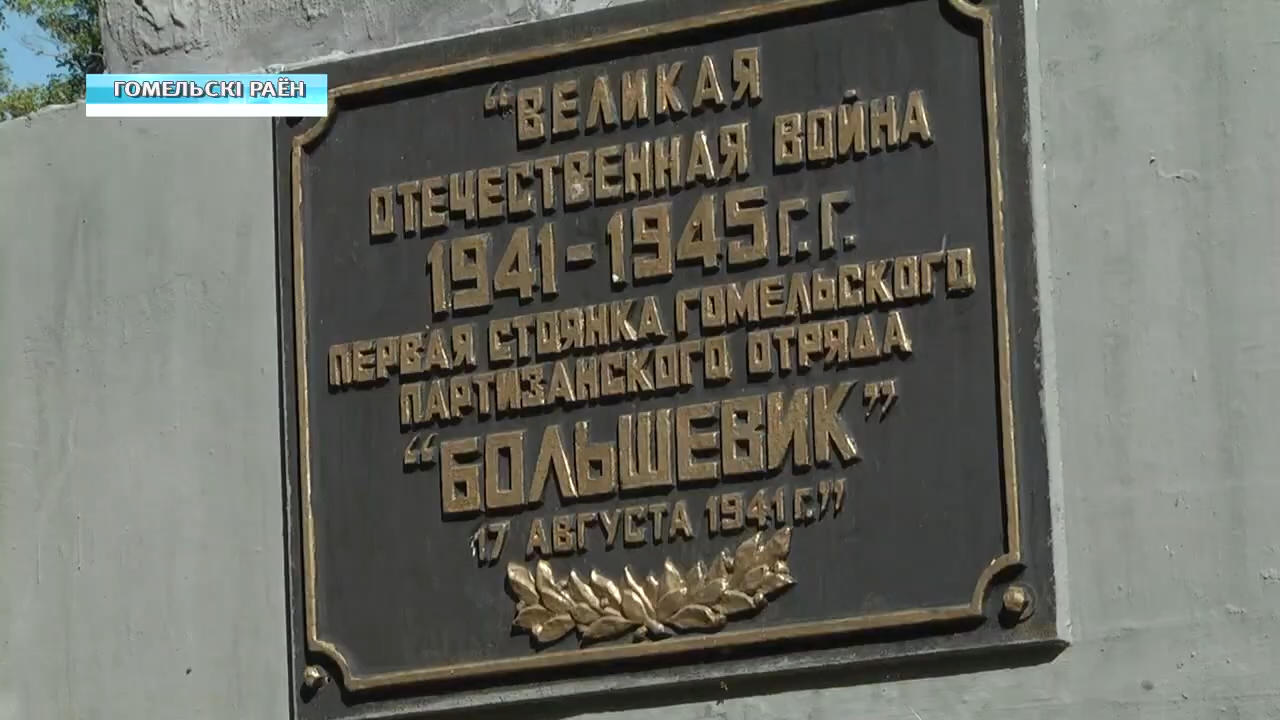 ГОМЕЛЬСКІ РАЁН
“ВЕЛИКАЯ
ОТЕЧЕСТВЕННАЯ ВОЙНА
1941-1945 Г.Г.
ПЕРВАЯ СТОЯНКА ГОМЕЛЬСКОГО
ПАРТИЗАНСКОГО ОТРЯДА
“БОЛЬШЕВИК”
17 АВГУСТА 1941 Г.”